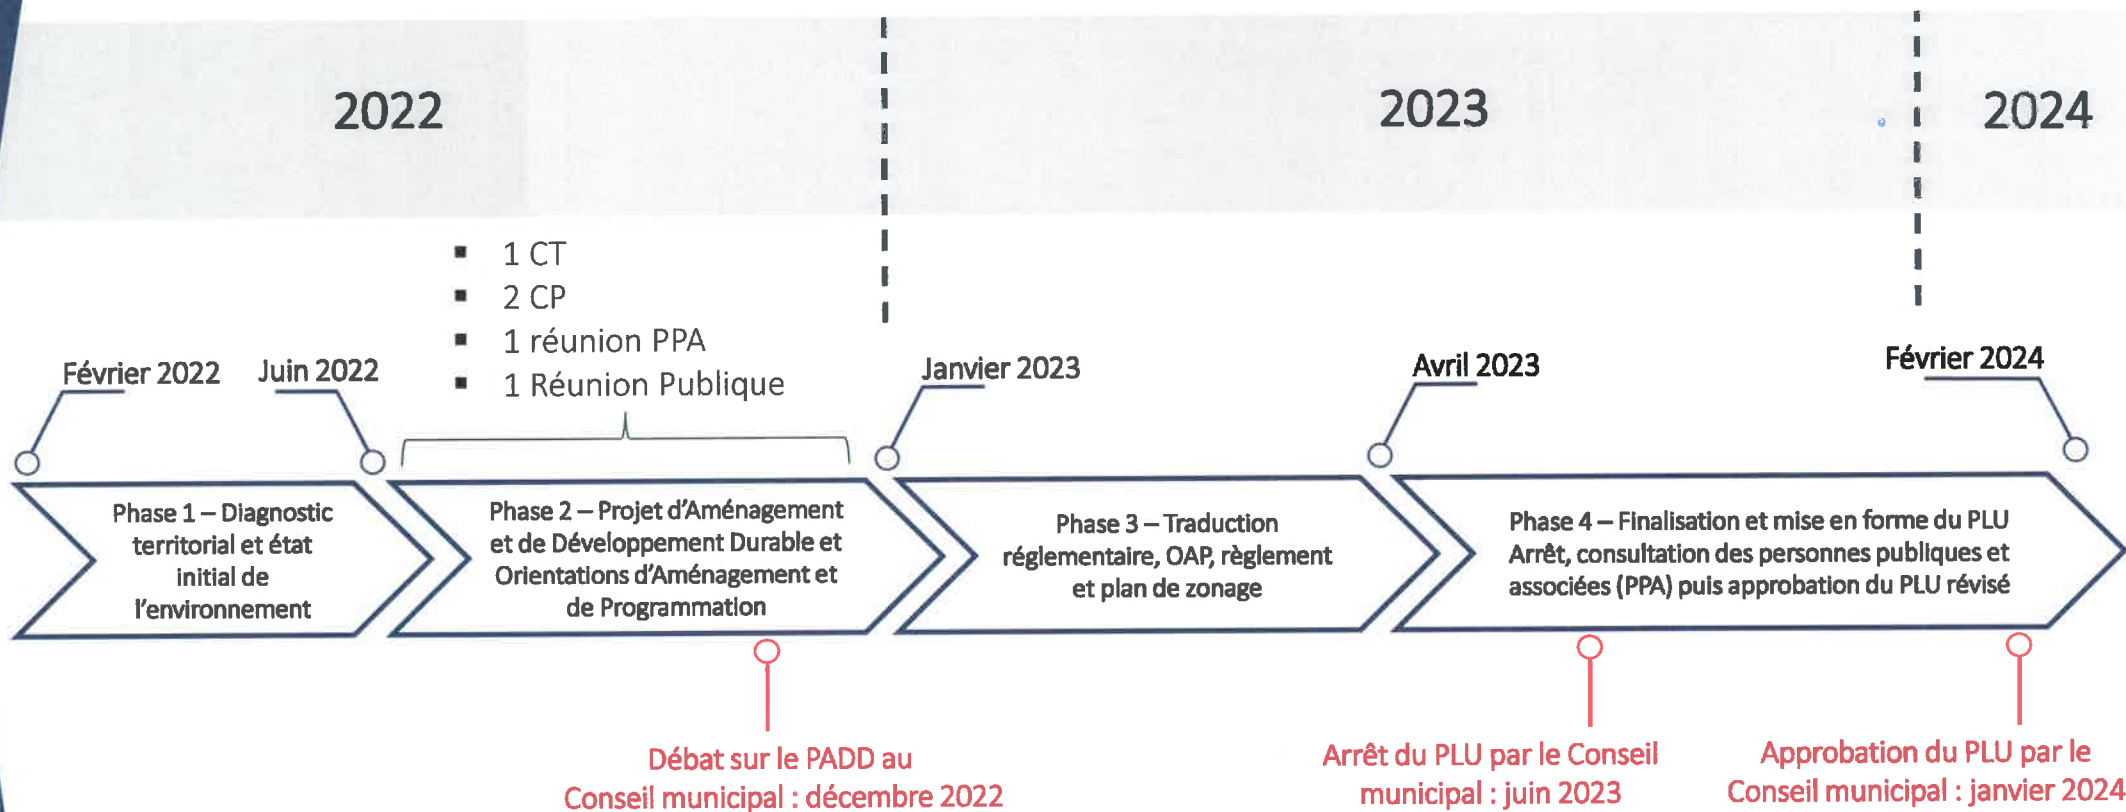 2022
2023
2024
▪ 1 CT
▪ 2 CP
▪ 1 réunion PPA
▪ 1 Réunion Publique
Février 2022
Juin 2022
Janvier 2023
Avril 2023
Février 2024
Phase 1 – Diagnostic
territorial et état
initial de
l'environnement
Phase 2 – Projet d'Aménagement
et de Développement Durable et
Orientations d'Aménagement et
de Programmation
Phase 3 – Traduction
réglementaire, OAP, règlement
et plan de zonage
Phase 4 – Finalisation et mise en forme du PLU
Arrêt, consultation des personnes publiques et
associées (PPA) puis approbation du PLU révisé
Débat sur le PADD au
Conseil municipal : décembre 2022
Arrêt du PLU par le Conseil
municipal : juin 2023
Approbation du PLU par le
Conseil municipal : janvier 2024